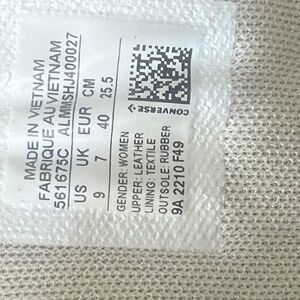 MADE IN VIETNAM
FABRIQUE AU VIETNAM
561675C ALMMSHJ400027
US UK EUR CM
9 7 40 25.5
GENDER: WOMEN
UPPER: LEATHER
LINING: TEXTILE
OUTSOLE: RUBBER
9A 2210 F49
CONVERSE